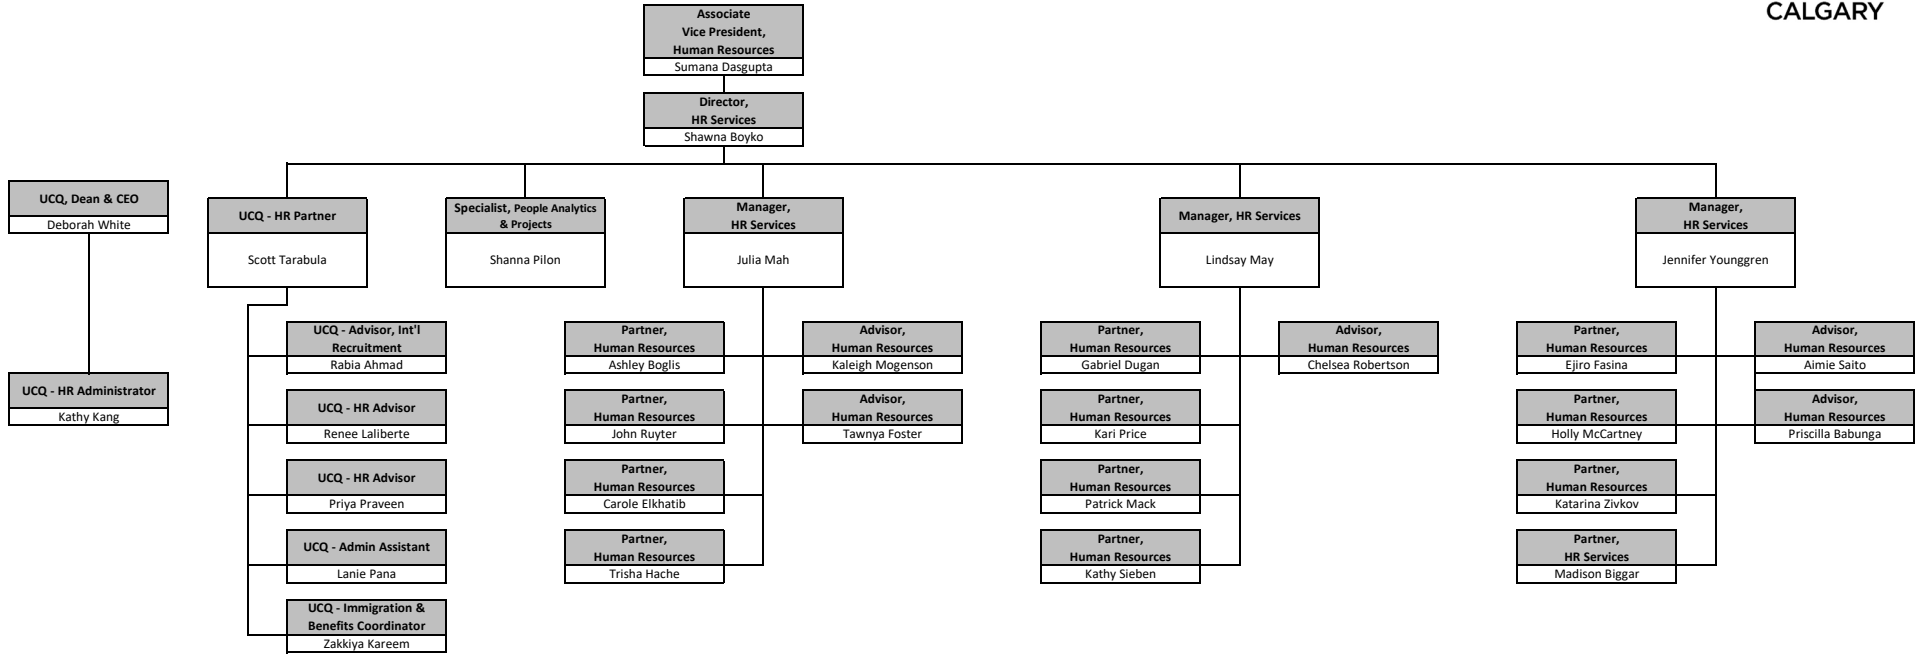 CALGARY
Associate
Vice President,
Human Resources
Sumana Dasgupta
Director,
HR Services
Shawna Boyko
UCQ, Dean & CEO
Deborah White
UCQ - HR Administrator
Kathy Kang
UCQ - HR Partner
Scott Tarabula
UCQ - Advisor, Int'l
Recruitment
Rabia Ahmad
UCQ - HR Advisor
Renee Laliberte
UCQ - HR Advisor
Priya Praveen
UCQ - Admin Assistant
Lanie Pana
UCQ - Immigration &
Benefits Coordinator
Zakkiya Kareem
Specialist, People Analytics
& Projects
Shanna Pilon
Manager,
HR Services
Julia Mah
Partner,
Human Resources
Ashley Boglis
Advisor,
Human Resources
Kaleigh Mogenson
Partner,
Human Resources
John Ruyter
Advisor,
Human Resources
Tawnya Foster
Partner,
Human Resources
Carole Elkhatib
Partner,
Human Resources
Trisha Hache
Manager, HR Services
Lindsay May
Partner,
Human Resources
Gabriel Dugan
Advisor,
Human Resources
Chelsea Robertson
Partner,
Human Resources
Kari Price
Partner,
Human Resources
Patrick Mack
Partner,
Human Resources
Kathy Sieben
Manager,
HR Services
Jennifer Younggren
Partner,
Human Resources
Ejiro Fasina
Advisor,
Human Resources
Aimie Saito
Partner,
Human Resources
Holly McCartney
Advisor,
Human Resources
Priscilla Babunga
Partner,
Human Resources
Katarina Zivkov
Partner,
HR Services
Madison Biggar